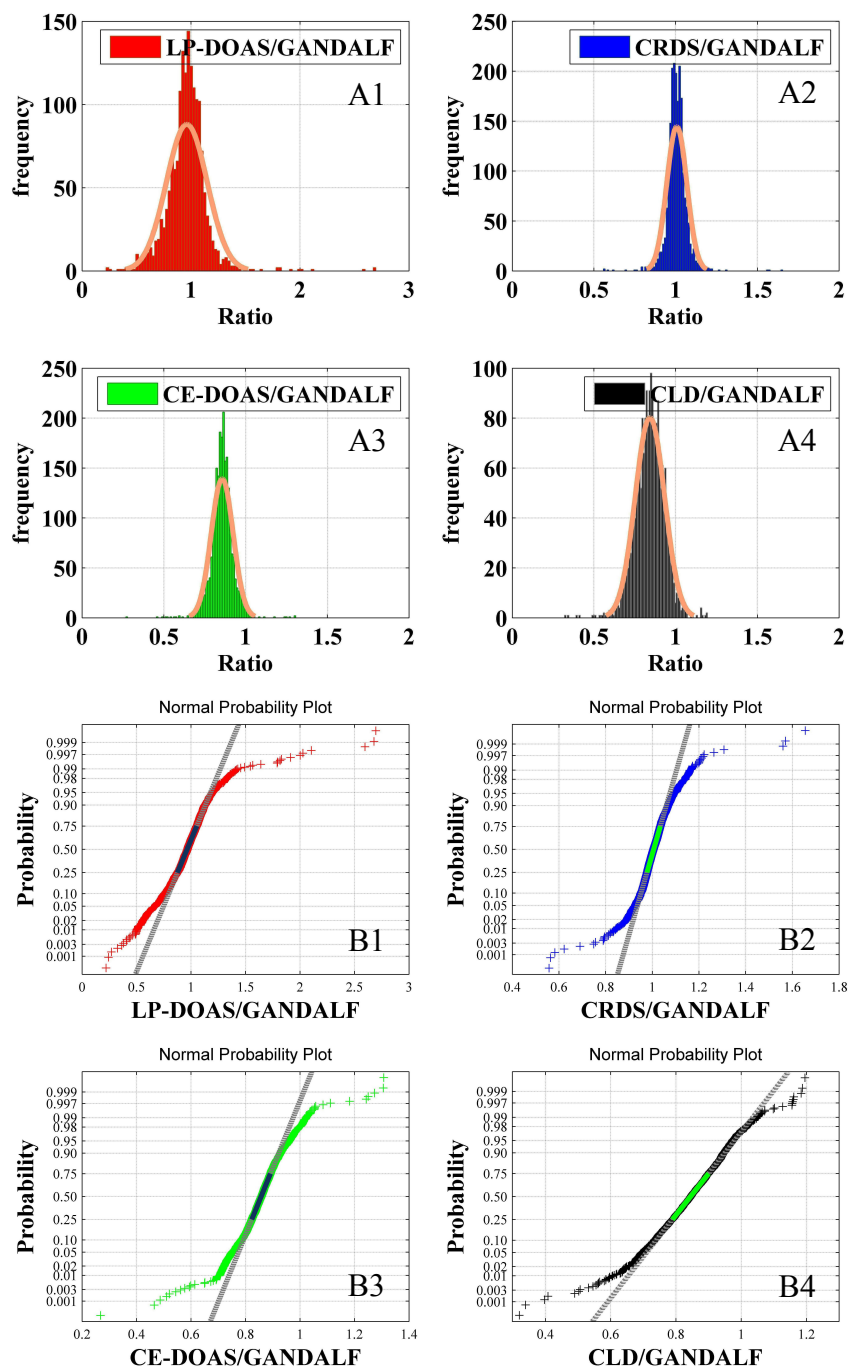 LP-DOAS/GANDALF
A1
frequency
150
100
50
0
0 1 2 3
Ratio
CRDS/GANDALF
A2
frequency
250
200
150
100
50
0
0 0.5 1 1.5 2
Ratio
CE-DOAS/GANDALF
A3
frequency
250
200
150
100
50
0
0 0.5 1 1.5 2
Ratio
CLD/GANDALF
A4
frequency
100
80
60
40
20
0
0 0.5 1 1.5 2
Ratio
Normal Probability Plot
Probability
0.999
0.997
0.99
0.98
0.95
0.90
0.75
0.50
0.25
0.10
0.05
0.02
0.01
0.003
0.001
B1
0 0.5 1 1.5 2 2.5 3
LP-DOAS/GANDALF
Normal Probability Plot
Probability
0.999
0.997
0.99
0.98
0.95
0.90
0.75
0.50
0.25
0.10
0.05
0.02
0.01
0.003
0.001
B2
0.4 0.6 0.8 1 1.2 1.4 1.6 1.8
CRDS/GANDALF
Normal Probability Plot
Probability
0.999
0.997
0.99
0.98
0.95
0.90
0.75
0.50
0.25
0.10
0.05
0.02
0.01
0.003
0.001
B3
0.2 0.4 0.6 0.8 1 1.2 1.4
CE-DOAS/GANDALF
Normal Probability Plot
Probability
0.999
0.997
0.99
0.98
0.95
0.90
0.75
0.50
0.25
0.10
0.05
0.02
0.01
0.003
0.001
B4
0.4 0.6 0.8 1 1.2
CLD/GANDALF